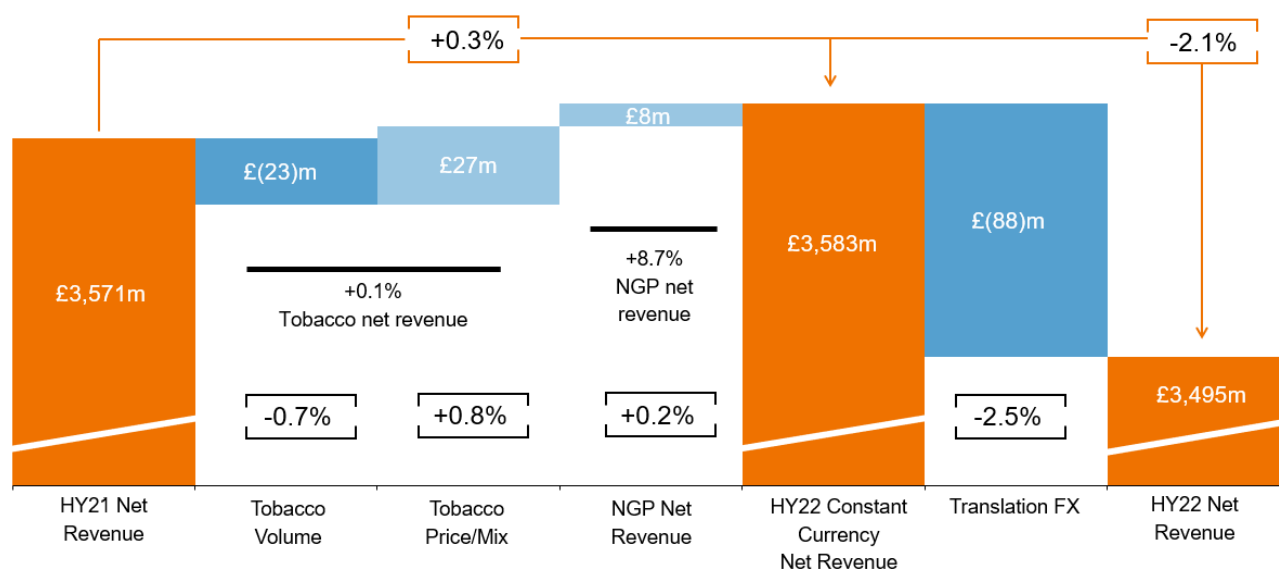 +0.3%
-2.1%
£8m
£(23)m
£27m
£(88)m
£3,583m
£3,571m
+8.7%
NGP net
revenue
+0.1%
Tobacco net revenue
£3,495m
-0.7%
+0.8%
+0.2%
-2.5%
HY21 Net
Revenue
Tobacco
Volume
Tobacco
Price/Mix
NGP Net
Revenue
HY22 Constant
Currency
Net Revenue
Translation FX
HY22 Net
Revenue